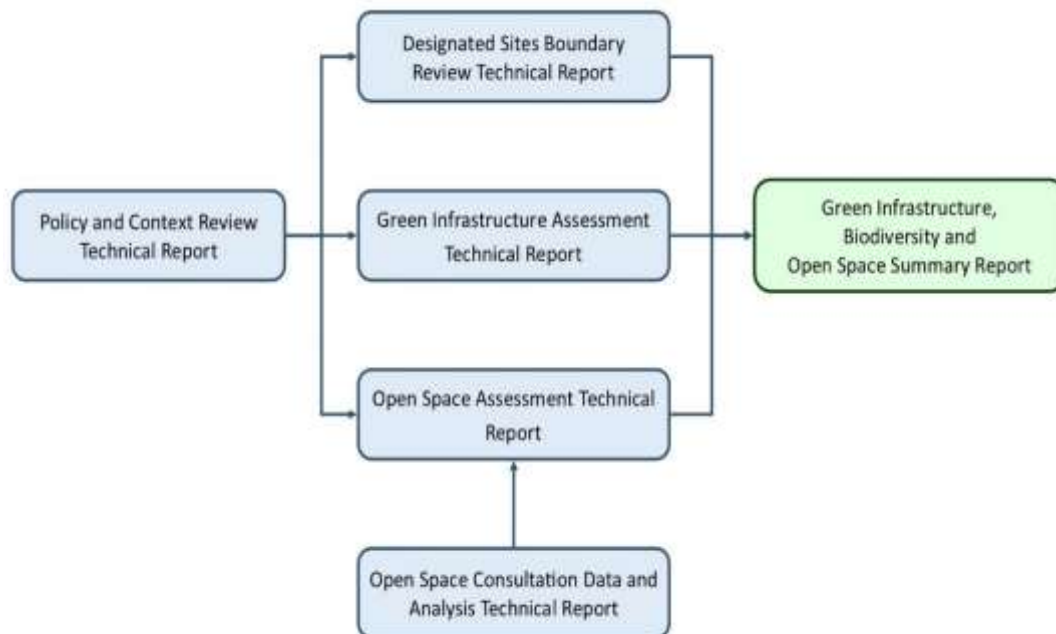 Designated Sites Boundary
Review Technical Report
Policy and Context Review
Technical Report
Green Infrastructure Assessment
Technical Report
Green Infrastructure,
Biodiversity and
Open Space Summary Report
Open Space Assessment Technical
Report
Open Space Consultation Data and
Analysis Technical Report